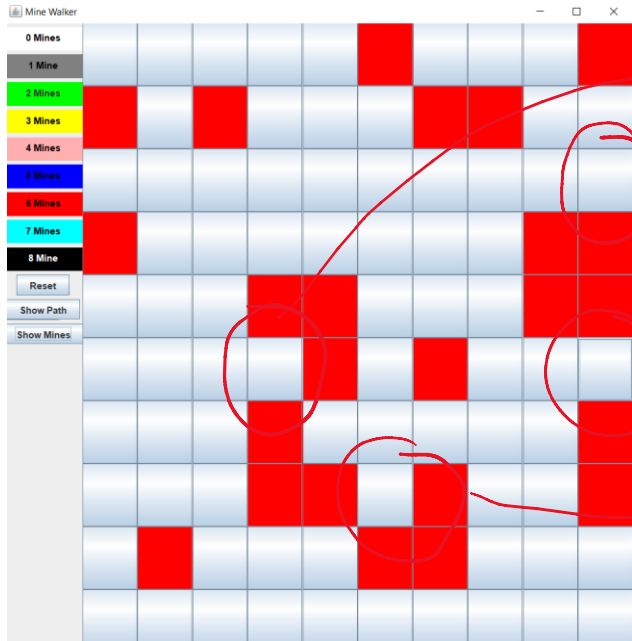 Mine Walker
0 Mines
1 Mine
2 Mines
3 Mines
4 Mines
5 Mines
6 Mines
7 Mines
8 Mine
Reset
Show Path
Show Mines